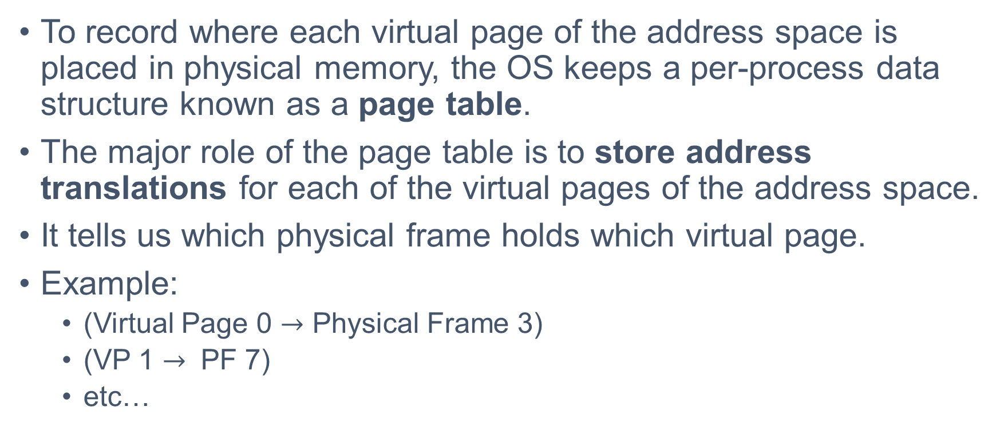 • To record where each virtual page of the address space is
placed in physical memory, the OS keeps a per-process data
structure known as a page table.
• The major role of the page table is to store address
translations for each of the virtual pages of the address space.
• It tells us which physical frame holds which virtual page.
• Example:
• (Virtual Page 0 → Physical Frame 3)
• (VP 1 → PF 7)
• etc…